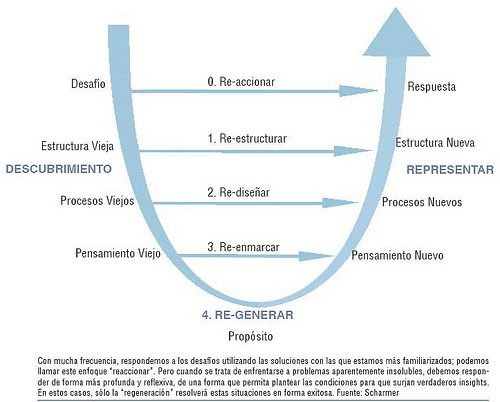 Desafío
0. Re-accionar
Respuesta
Estructura Vieja
1. Re-estructurar
Estructura Nueva
DESCUBRIMIENTO
REPRESENTAR
Procesos Viejos
2. Re-diseñar
Procesos Nuevos
Pensamiento Viejo
3. Re-enmarcar
Pensamiento Nuevo
4. RE-GENERAR
Propósito
Con mucha frecuencia, respondemos a los desafíos utilizando las soluciones con las que estamos más familiarizados; podemos
llamar este enfoque "reaccionar". Pero cuando se trata de enfrentarse a problemas aparentemente insolubles, debemos respon-
der de forma más profunda y reflexiva, de una forma que permita plantear las condiciones para que surjan verdaderos insights.
En estos casos, sólo la "regeneración" resolverá estas situaciones en forma exitosa. Fuente: Scharmer